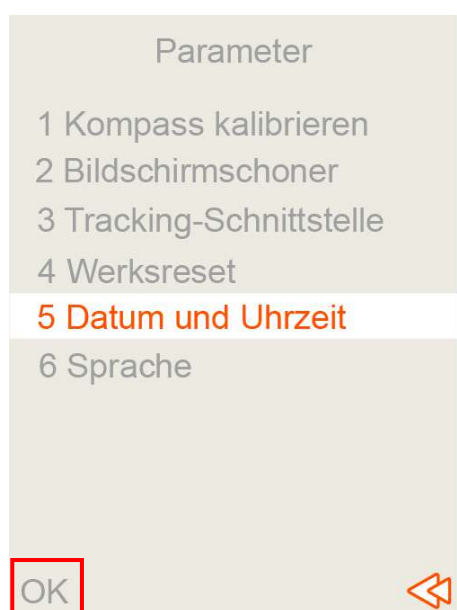 Parameter
1 Kompass kalibrieren
2 Bildschirmschoner
3 Tracking-Schnittstelle
4 Werksreset
5 Datum und Uhrzeit
6 Sprache
OK